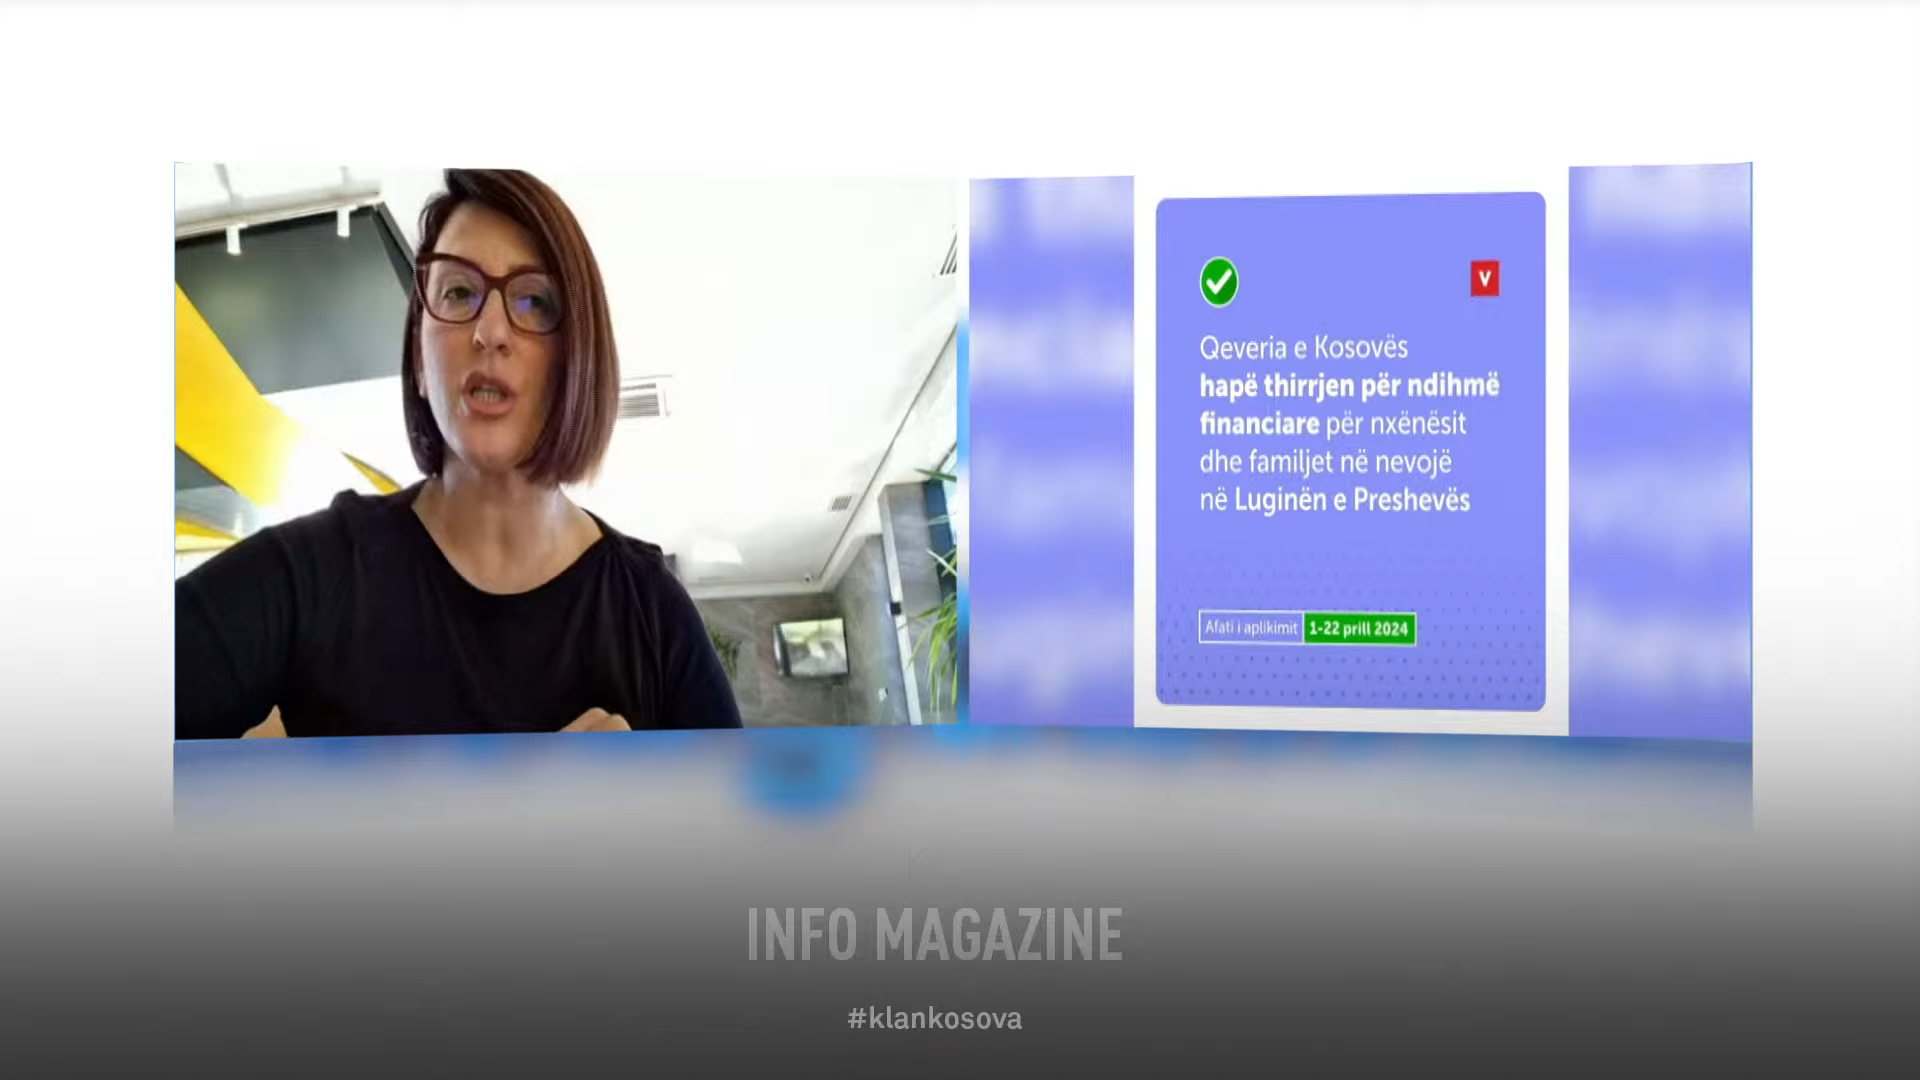 V
Qeveria e Kosovës
hapë thirrjen për ndihmë
financiare për nxënësit
dhe familjet në nevojë
në Luginën e Preshevës
Afati i aplikimit 1-22 prill 2024
INFO MAGAZINE
#klankosova